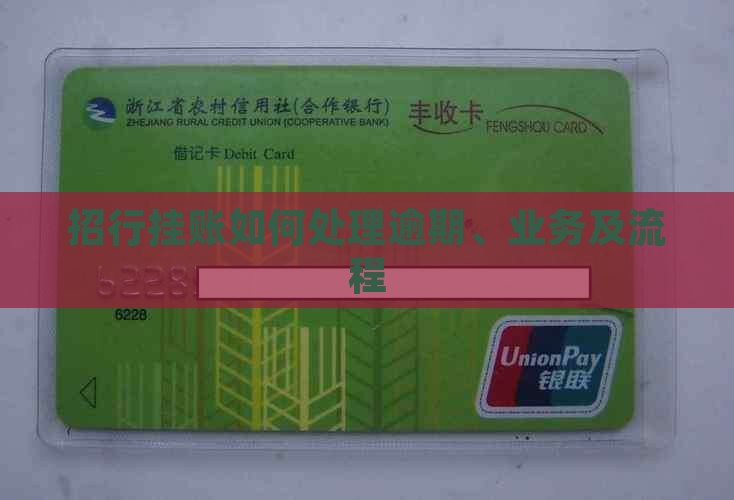 浙江省农村信用社(合作银行)
ZHEJIANG RURAL CREDIT UNION (COOPERATIVE BANK)
丰收卡
FENGSHOU CARD
借记卡 Debit Card
招行挂账如何处理逾期、业务及流
程
6228
6228
UnionPay
银联